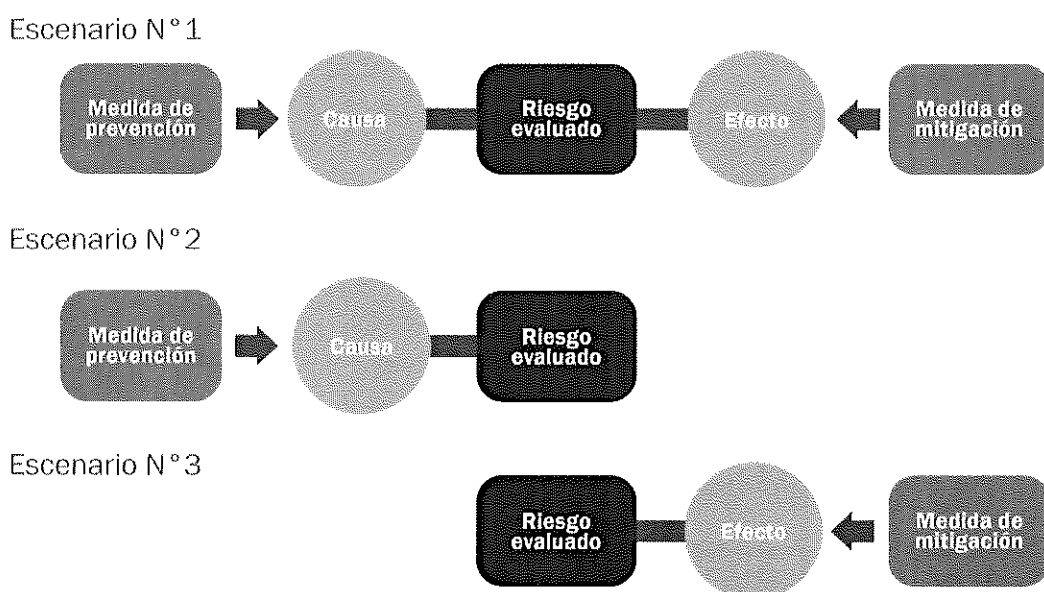 Escenario N°1
Medida de
prevención
Causa
Riesgo
evaluado
Efecto
Medida de
mitigación
Escenario N°2
Medida de
prevención
Causa
Riesgo
evaluado
Escenario N°3
Riesgo
evaluado
Efecto
Medida de
mitigación